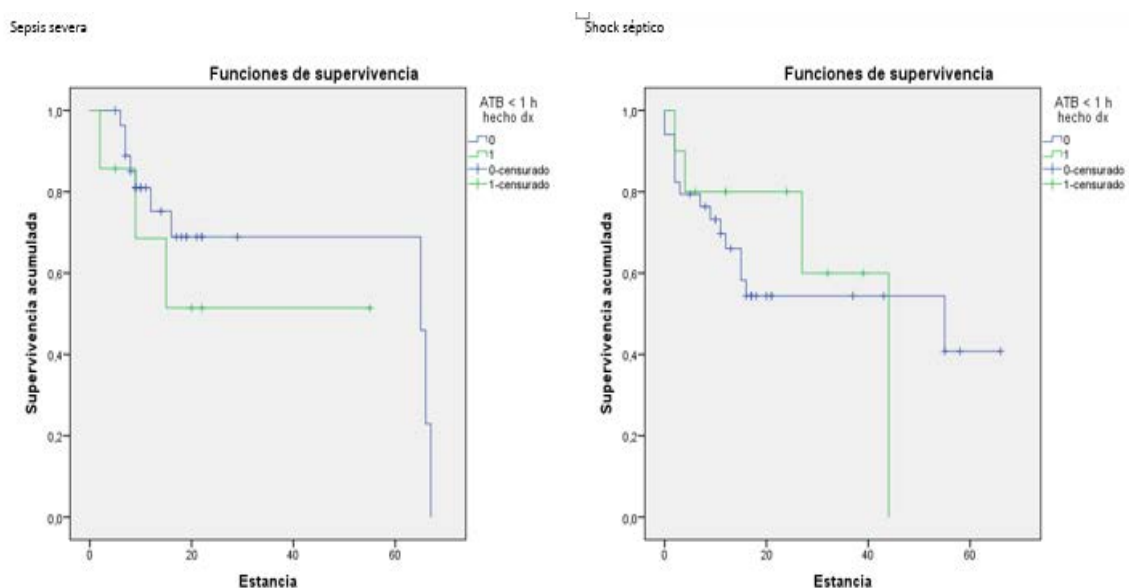 Sepsis severa
Funciones de supervivencia
Supervivencia acumulada
1,0
0,8
0,6
0,4
0,2
0,0
0
20
40
60
Estancia
ATB < 1 h
hecho dx
0
1
0-censurado
1-censurado
Shock séptico
Funciones de supervivencia
Supervivencia acumulada
1,0
0,8
0,6
0,4
0,2
0,0
0
20
40
60
Estancia
ATB < 1 h
hecho dx
0
1
0-censurado
1-censurado